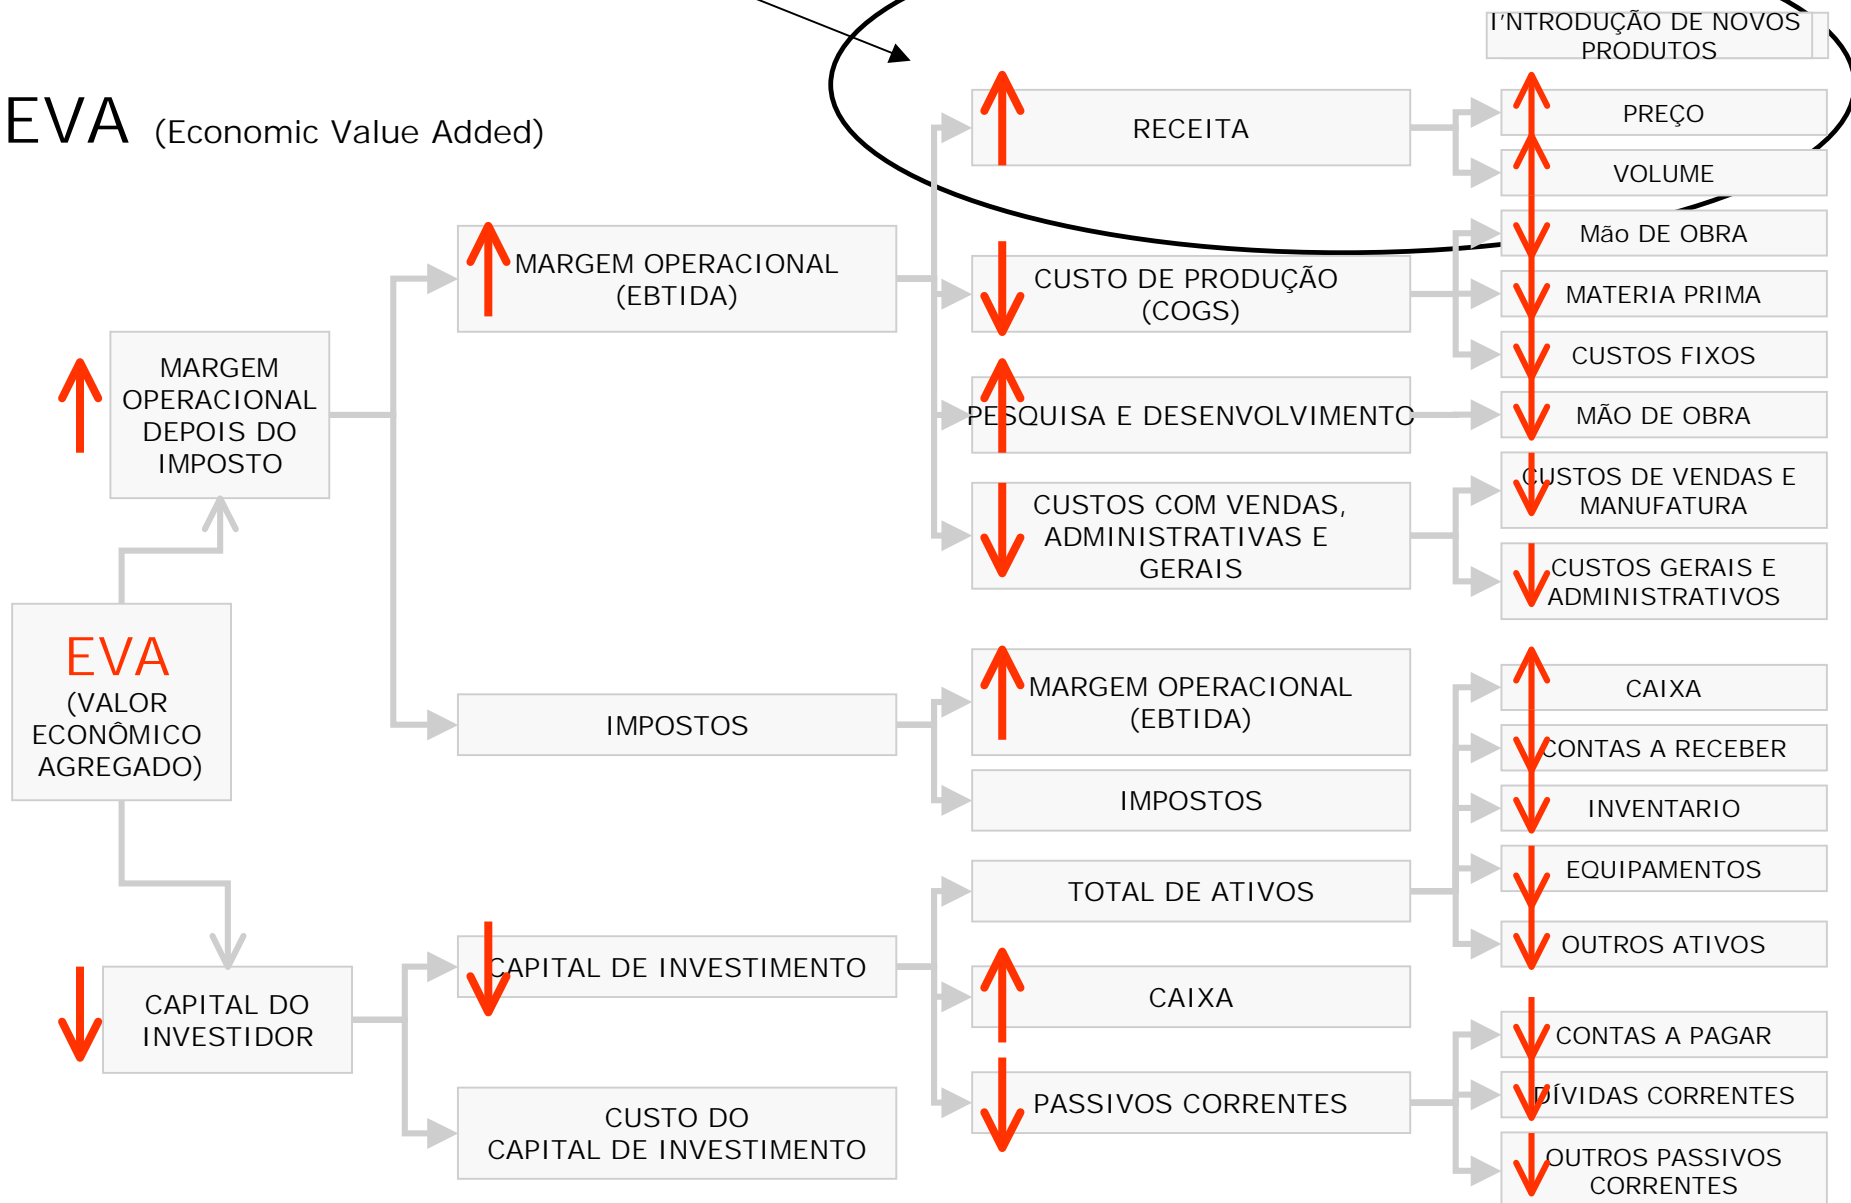 EVA (Economic Value Added)
EVA
(VALOR
ECONÔMICO
AGREGADO)
MARGEM
OPERACIONAL
DEPOIS DO
IMPOSTO
CAPITAL DO
INVESTIDOR
MARGEM OPERACIONAL
(EBTIDA)
IMPOSTOS
CAPITAL DE INVESTIMENTO
CUSTO DO
CAPITAL DE INVESTIMENTO
RECEITA
CUSTO DE PRODUÇÃO
(COGS)
PESQUISA E DESENVOLVIMENTO
CUSTOS COM VENDAS,
ADMINISTRATIVAS E
GERAIS
MARGEM OPERACIONAL
(EBTIDA)
IMPOSTOS
TOTAL DE ATIVOS
CAIXA
PASSIVOS CORRENTES
I'NTRODUÇÃO DE NOVOS
PRODUTOS
PREÇO
VOLUME
Mão DE OBRA
MATERIA PRIMA
CUSTOS FIXOS
MÃO DE OBRA
CUSTOS DE VENDAS E
MANUFATURA
CUSTOS GERAIS E
ADMINISTRATIVOS
CAIXA
CONTAS A RECEBER
INVENTARIO
EQUIPAMENTOS
OUTROS ATIVOS
CONTAS A PAGAR
DÍVIDAS CORRENTES
OUTROS PASSIVOS
CORRENTES